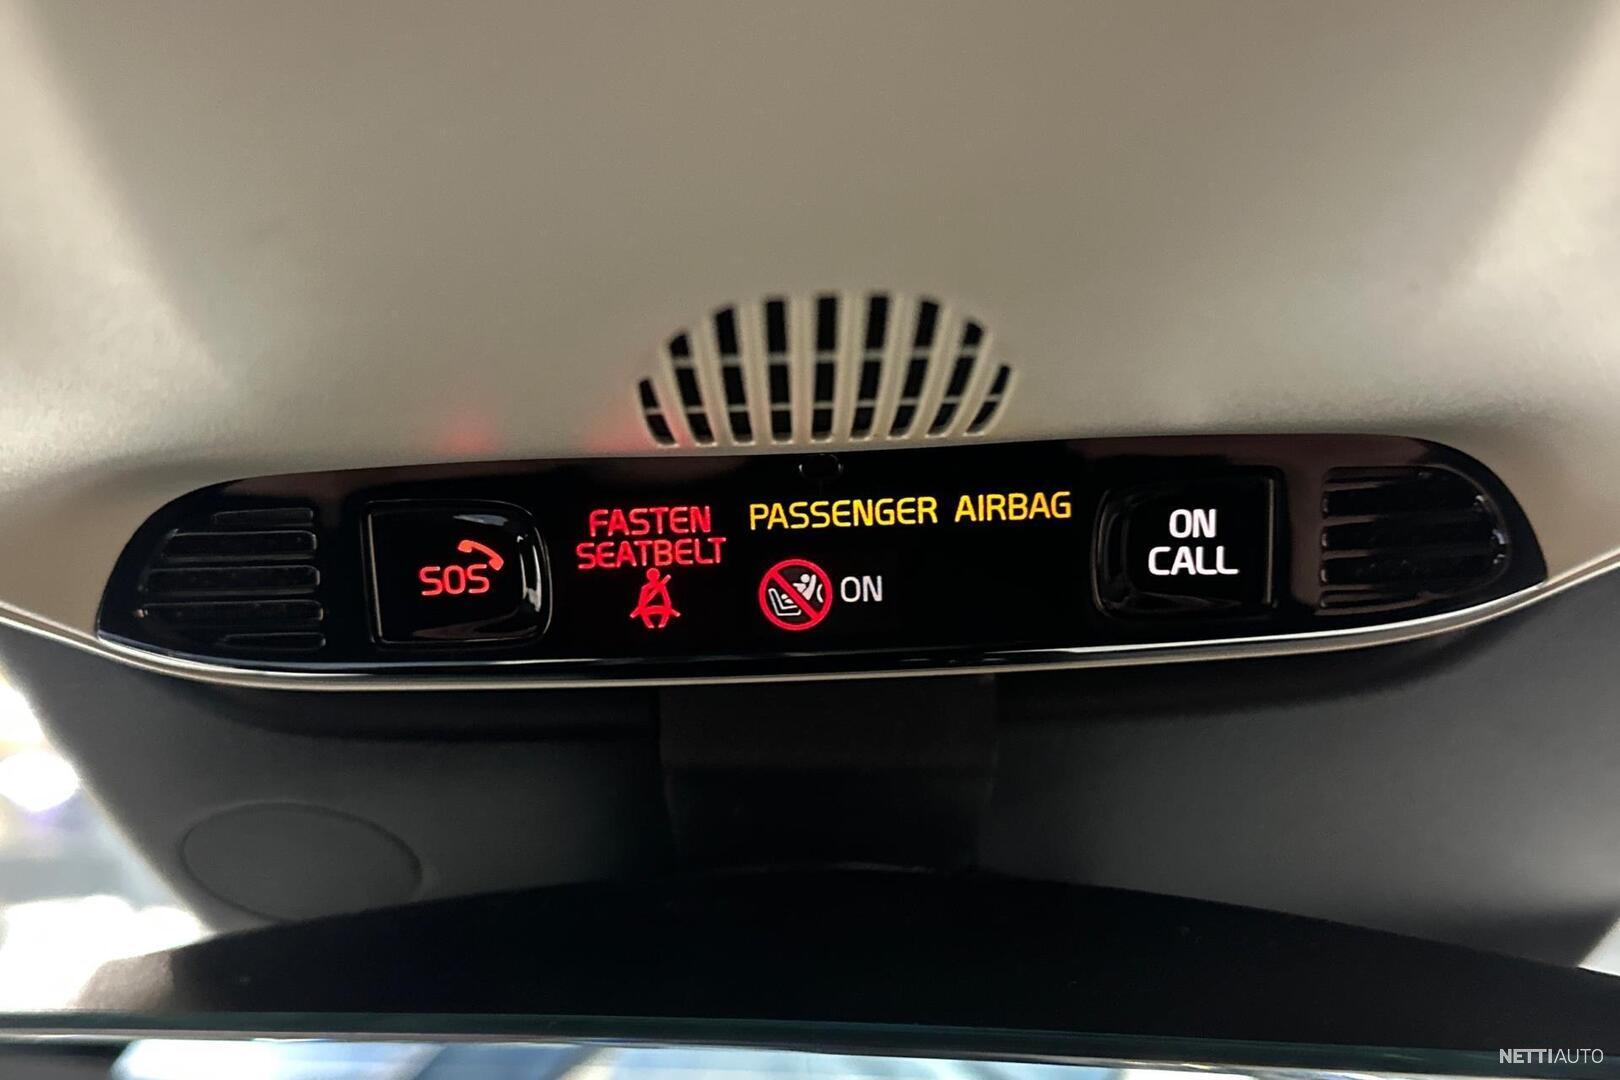 SOS
FASTEN
SEATBELT
PASSENGER AIRBAG
ON
ON
CALL
NETTIAUTO